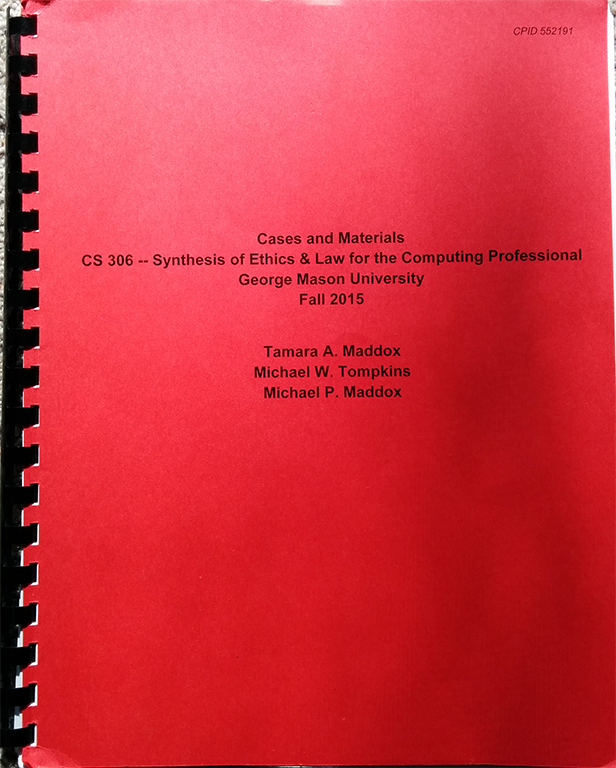 CPID 552191
Cases and Materials
CS 306 -- Synthesis of Ethics & Law for the Computing Professional
George Mason University
Fall 2015
Tamara A. Maddox
Michael W. Tompkins
Michael P. Maddox